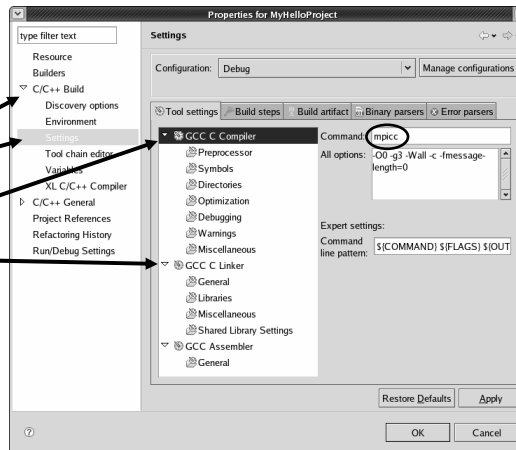 Properties for MyHelloProject
type filter text
Settings
Resource
Builders
C/C++ Build
Discovery options
Environment
Settings
Tool chain editor
Variables
XL C/C++ Compiler
C/C++ General
Project References
Refactoring History
Run/Debug Settings
Configuration: Debug
Manage configurations
Tool settings Build steps Build artifact Binary parsers Error parsers
GCC C Compiler
Preprocessor
Symbols
Directories
Optimization
Debugging
Warnings
Miscellaneous
GCC C Linker
General
Libraries
Miscellaneous
Shared Library Settings
GCC Assembler
General
Command: mpicc
All options: -O0 -g3 -Wall -c -fmessage-
length=0
Expert settings:
Command
line pattern: ${COMMAND} ${FLAGS} ${OUT
Restore Defaults Apply
? OK Cancel